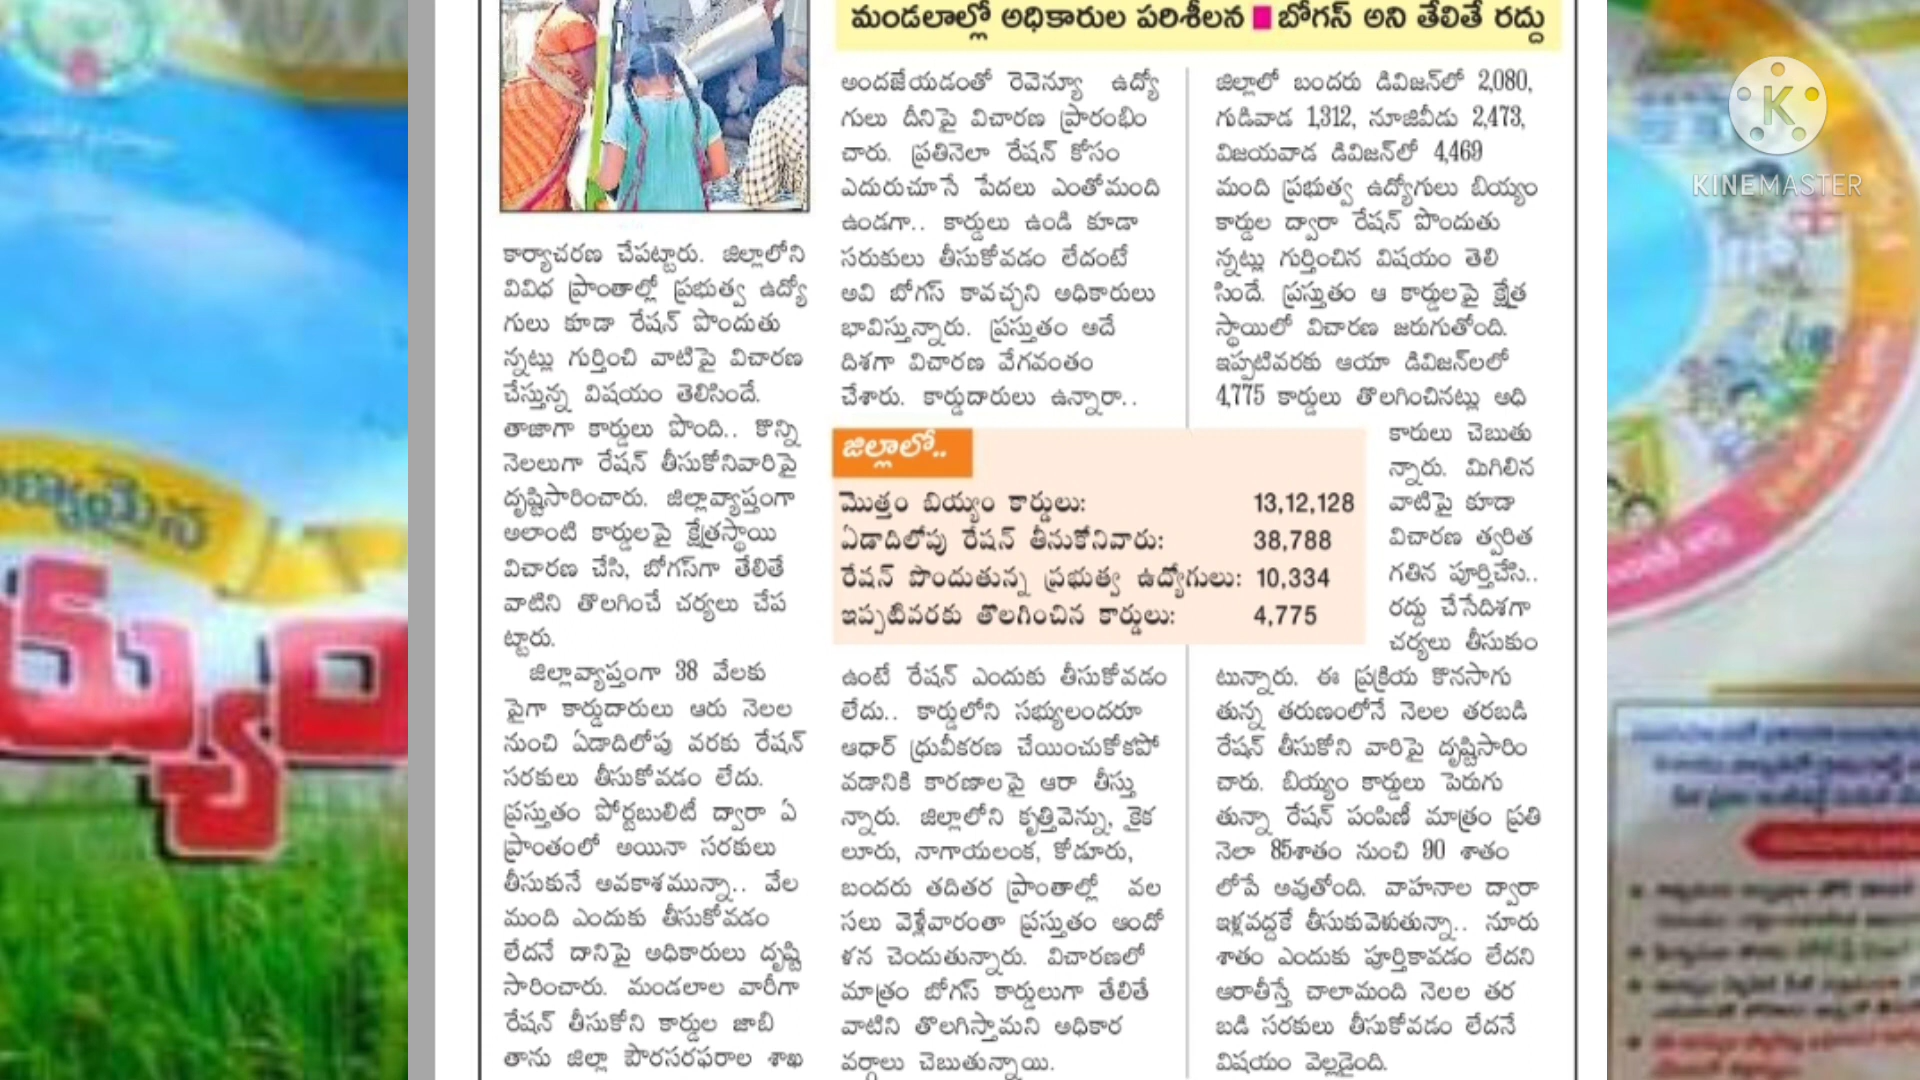 మండలాల్లో అధికారుల పరిశీలన ■ బోగస్ అని తేలితే రద్దు
కార్యాచరణ చేపట్టారు. జిల్లాలోని
వివిధ ప్రాంతాల్లో ప్రభుత్వ ఉద్యో
గులు కూడా రేషన్ పొందుతు
న్నట్లు గుర్తించి వాటిపై విచారణ
చేస్తున్న విషయం తెలిసిందే.
తాజాగా కార్డులు పొంది.. కొన్ని
నెలలుగా రేషన్ తీసుకోనివారిపై
దృష్టిసారించారు. జిల్లావ్యాప్తంగా
అలాంటి కార్డులపై క్షేత్రస్థాయి
విచారణ చేసి, బోగస్‌గా తేలితే
వాటిని తొలగించే చర్యలు చేప
ట్టారు.
జిల్లావ్యాప్తంగా 38 వేలకు
పైగా కార్డుదారులు ఆరు నెలల
నుంచి ఏడాదిలోపు వరకు రేషన్
సరకులు తీసుకోవడం లేదు.
ప్రస్తుతం పోర్టబులిటీ ద్వారా ఏ
ప్రాంతంలో అయినా సరకులు
తీసుకునే అవకాశమున్నా.. వేల
మంది ఎందుకు తీసుకోవడం
లేదనే దానిపై అధికారులు దృష్టి
సారించారు. మండలాల వారీగా
రేషన్ తీసుకోని కార్డుల జాబి
తాను జిల్లా పౌరసరఫరాల శాఖ
అందజేయడంతో రెవెన్యూ ఉద్యో
గులు దీనిపై విచారణ ప్రారంభిం
చారు. ప్రతినెలా రేషన్ కోసం
ఎదురుచూసే పేదలు ఎంతోమంది
ఉండగా.. కార్డులు ఉండి కూడా
సరుకులు తీసుకోవడం లేదంటే
అవి బోగస్ కావచ్చని అధికారులు
భావిస్తున్నారు. ప్రస్తుతం అదే
దిశగా విచారణ వేగవంతం
చేశారు. కార్డుదారులు ఉన్నారా..
ఉంటే రేషన్ ఎందుకు తీసుకోవడం
లేదు.. కార్డులోని సభ్యులందరూ
ఆధార్ ధ్రువీకరణ చేయించుకోకపో
వడానికి కారణాలపై ఆరా తీస్తు
న్నారు. జిల్లాలోని కృత్తివెన్ను, కైక
లూరు, నాగాయలంక, కోడూరు,
బందరు తదితర ప్రాంతాల్లో వల
సలు వెళ్లేవారంతా ప్రస్తుతం ఆందో
ళన చెందుతున్నారు. విచారణలో
మాత్రం బోగస్ కార్డులుగా తేలితే
వాటిని తొలగిస్తామని అధికార
వర్గాలు చెబుతున్నాయి.
జిల్లాలో బందరు డివిజన్‌లో 2,080,
గుడివాడ 1,312, నూజివీడు 2,473,
విజయవాడ డివిజన్‌లో 4,469
మంది ప్రభుత్వ ఉద్యోగులు బియ్యం
కార్డుల ద్వారా రేషన్ పొందుతు
న్నట్లు గుర్తించిన విషయం తెలి
సిందే. ప్రస్తుతం ఆ కార్డులపై క్షేత్ర
స్థాయిలో విచారణ జరుగుతోంది.
ఇప్పటివరకు ఆయా డివిజన్‌లలో
4,775 కార్డులు తొలగించినట్లు అధి
కారులు చెబుతు
న్నారు. మిగిలిన
వాటిపై కూడా
విచారణ త్వరిత
గతిన పూర్తిచేసి..
రద్దు చేసేదిశగా
చర్యలు తీసుకుం
టున్నారు. ఈ ప్రక్రియ కొనసాగు
తున్న తరుణంలోనే నెలల తరబడి
రేషన్ తీసుకోని వారిపై దృష్టిసారిం
చారు. బియ్యం కార్డులు పెరుగు
తున్నా రేషన్ పంపిణీ మాత్రం ప్రతి
నెలా 85శాతం నుంచి 90 శాతం
లోపే అవుతోంది. వాహనాల ద్వారా
ఇళ్లవద్దకే తీసుకువెళుతున్నా.. నూరు
శాతం ఎందుకు పూర్తికావడం లేదని
ఆరాతీస్తే చాలామంది నెలల తర
బడి సరకులు తీసుకోవడం లేదనే
విషయం వెల్లడైంది.
జిల్లాలో..
మొత్తం బియ్యం కార్డులు: 13,12,128
ఏడాదిలోపు రేషన్ తీసుకోనివారు: 38,788
రేషన్ పొందుతున్న ప్రభుత్వ ఉద్యోగులు: 10,334
ఇప్పటివరకు తొలగించిన కార్డులు: 4,775
K
KINEMASTER